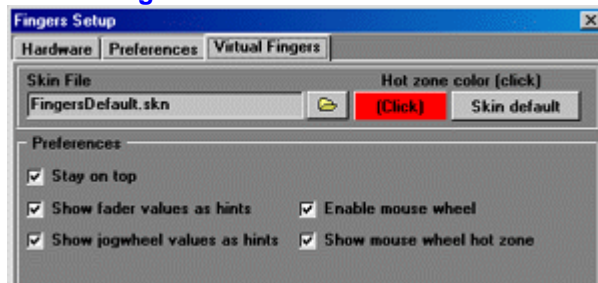 Fingers Setup
Hardware Preferences Virtual Fingers
Skin File Hot zone color (click)
FingersDefault.skn (Click) Skin default
Preferences
Stay on top
Show fader values as hints Enable mouse wheel
Show jogwheel values as hints Show mouse wheel hot zone